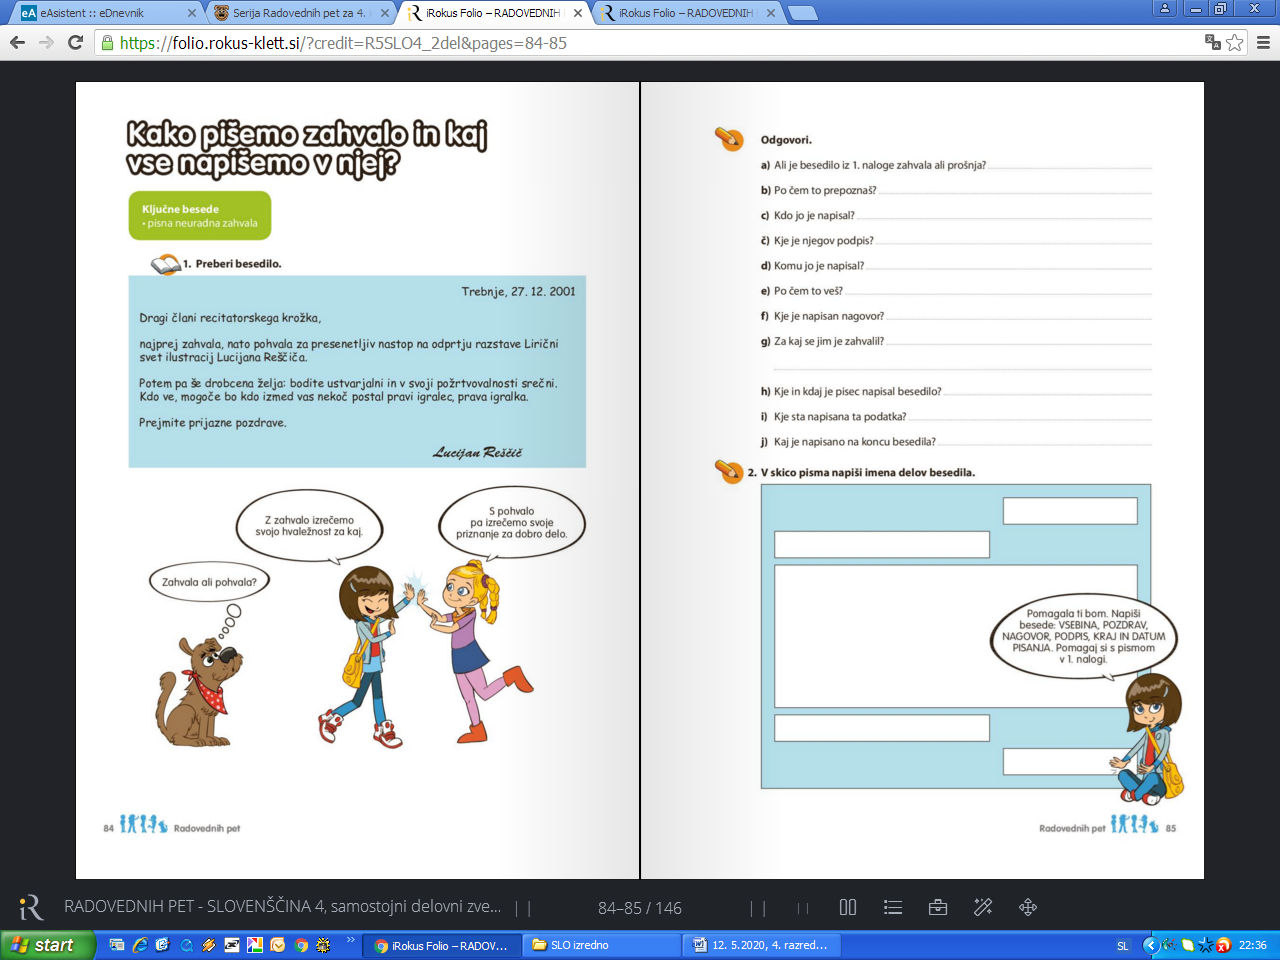 eA eAsistent :: eDnevnik
Serija Radovednih pet za 4.
iRokus Folio – RADOVEDNIH
iRokus Folio – RADOVEDNIH
https://folio.rokus-klett.si/?credit=R5SLO4_2del&pages=84-85
Kako pišemo zahvalo in kaj
vse napišemo v njej?
Ključne besede
• pisna neuradna zahvala
1. Preberi besedilo.
Trebnje, 27. 12. 2001
Dragi člani recitatorskega krožka,
najprej zahvala, nato pohvala za presenetljiv nastop na odprtju razstave Lirični
svet ilustracij Lucijana Reščiča.
Potem pa še drobcena želja: bodite ustvarjalni in v svoji požrtvovalnosti srečni.
Kdo ve, mogoče bo kdo izmed vas nekoč postal pravi igralec, prava igralka.
Prejmite prijazne pozdrave.
Lucijan Reščič
Z zahvalo izrečemo
svojo hvaležnost za kaj.
S pohvalo
pa izrečemo svoje
priznanje za dobro delo.
Zahvala ali pohvala?
84 Radovednih pet
Odgovori.
a) Ali je besedilo iz 1. naloge zahvala ali prošnja?
b) Po čem to prepoznaš?
c) Kdo jo je napisal?
č) Kje je njegov podpis?
d) Komu jo je napisal?
e) Po čem to veš?
f) Kje je napisan nagovor?
g) Za kaj se jim je zahvalil?
h) Kje in kdaj je pisec napisal besedilo?
i) Kje sta napisana ta podatka?
j) Kaj je napisano na koncu besedila?
2. V skico pisma napiši imena delov besedila.
Pomagala ti bom. Napiši
besede: VSEBINA, POZDRAV,
NAGOVOR, PODPIS, KRAJ IN DATUM
PISANJA. Pomagaj si s pismom
v 1. nalogi.
Radovednih pet 85
iR RADOVEDNIH PET - SLOVENŠČINA 4, samostojni delovni zve...
84–85 / 146
start
iRokus Folio – RADOV...
SLO izredno
12. 5.2020, 4. razred...
SL
22:36